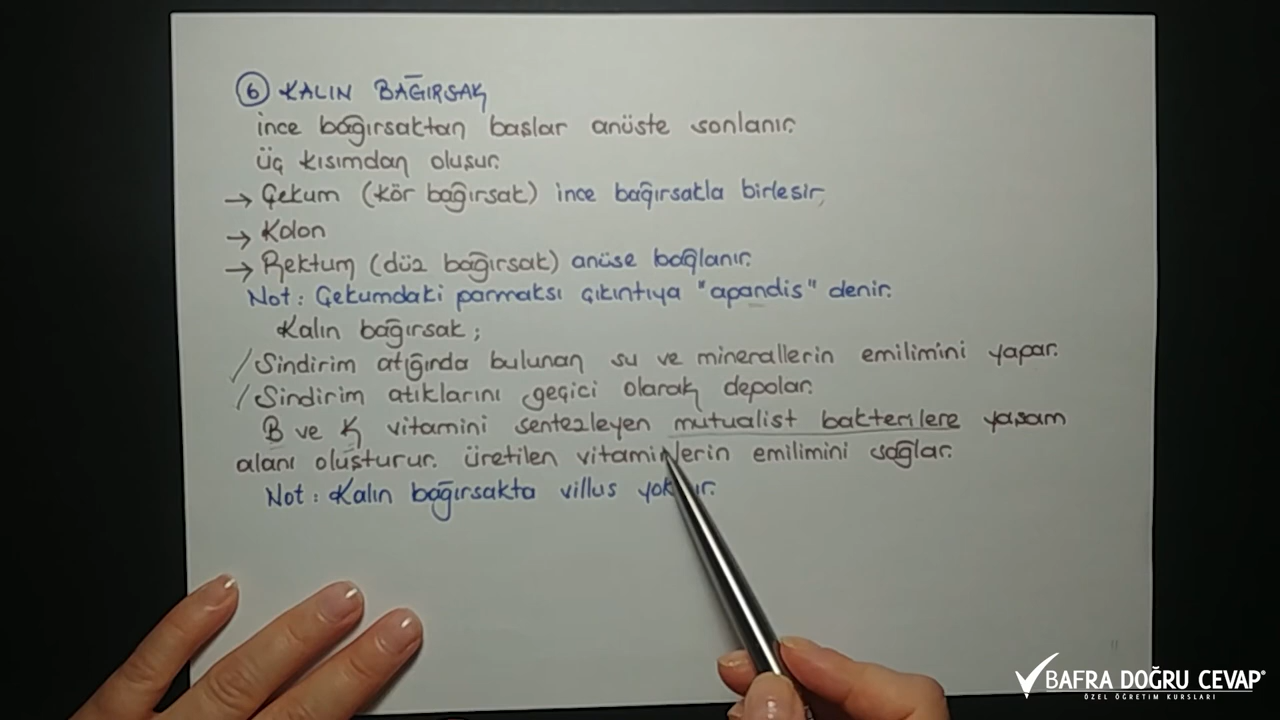 6 KALIN BAĞIRSAK
ince bağırsaktan başlar anüste sonlanır.
üç kısımdan oluşur.
→ Çekum (kör bağırsak) ince bağırsakla birleşir,
→ Kolon
→ Rektum (düz bağırsak) anüse bağlanır.
Not: Çekumdaki parmaksı çıkıntıya "apandis" denir.
Kalın bağırsak;
/ Sindirim atığında bulunan su ve minerallerin emilimini yapar.
/ Sindirim atıklarını geçici olarak depolar.
B ve K vitamini sentezleyen mutualist bakterilere yaşam
alanı oluşturur. üretilen vitaminlerin emilimini sağlar.
Not: Kalın bağırsakta villus yoktur.
11
BAFRA DOĞRU CEVAP®
ÖZEL ÖĞRETİM KURSLARI